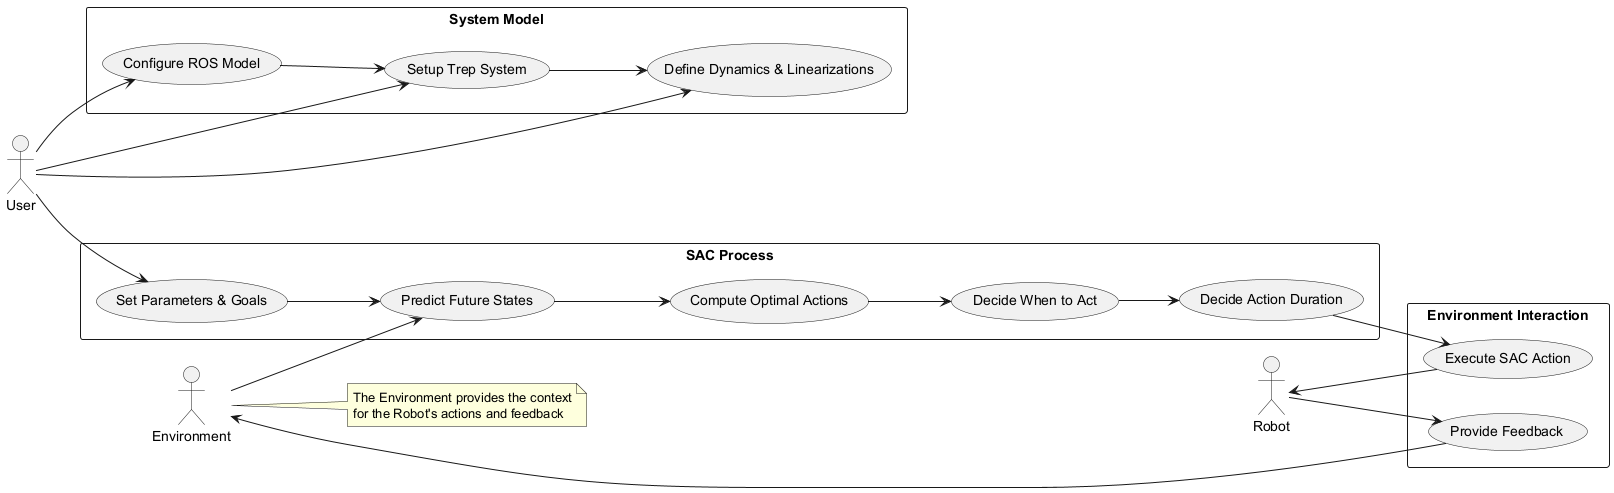 System Model
Configure ROS Model
Setup Trep System
Define Dynamics & Linearizations
User
SAC Process
Set Parameters & Goals
Predict Future States
Compute Optimal Actions
Decide When to Act
Decide Action Duration
Environment Interaction
Execute SAC Action
Provide Feedback
Robot
Environment
The Environment provides the context
for the Robot's actions and feedback